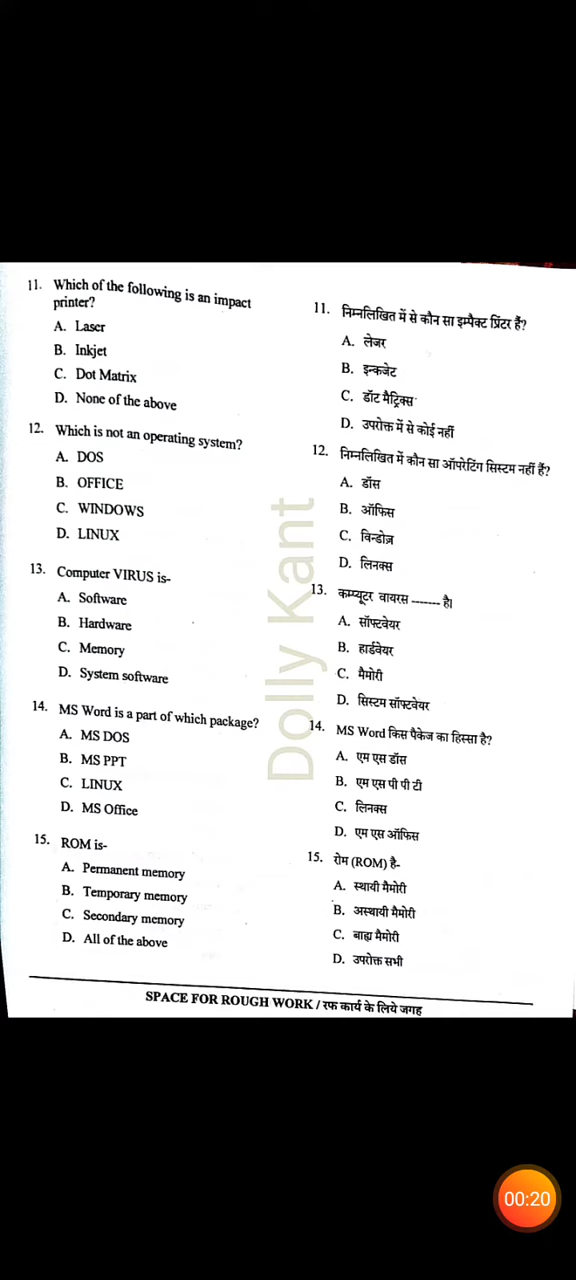 11. Which of the following is an impact
printer?
A. Laser
B. Inkjet
C. Dot Matrix
D. None of the above
12. Which is not an operating system?
A. DOS
B. OFFICE
C. WINDOWS
D. LINUX
13. Computer VIRUS is-
A. Software
B. Hardware
C. Memory
D. System software
14. MS Word is a part of which package?
A. MS DOS
B. MS PPT
C. LINUX
D. MS Office
15. ROM is-
A. Permanent memory
B. Temporary memory
C. Secondary memory
D. All of the above
11. निम्नलिखित में से कौन सा इम्पैक्ट प्रिंटर हैं?
A. लेजर
B. इन्कजेट
C. डॉट मैट्रिक्स
D. उपरोक्त में से कोई नहीं
12. निम्नलिखित में कौन सा ऑपरेटिंग सिस्टम नहीं हैं?
A. डॉस
B. ऑफिस
C. विन्डोज़
D. लिनक्स
13. कम्प्यूटर वायरस ------- है।
A. सॉफ्टवेयर
B. हार्डवेयर
C. मैमोरी
D. सिस्टम सॉफ्टवेयर
14. MS Word किस पैकेज का हिस्सा है?
A. एम एस डॉस
B. एम एस पी पी टी
C. लिनक्स
D. एम एस ऑफिस
15. रोम (ROM) है-
A. स्थायी मैमोरी
B. अस्थायी मैमोरी
C. बाह्य मैमोरी
D. उपरोक्त सभी
SPACE FOR ROUGH WORK / रफ कार्य के लिये जगह
Dolly Kant
00:20